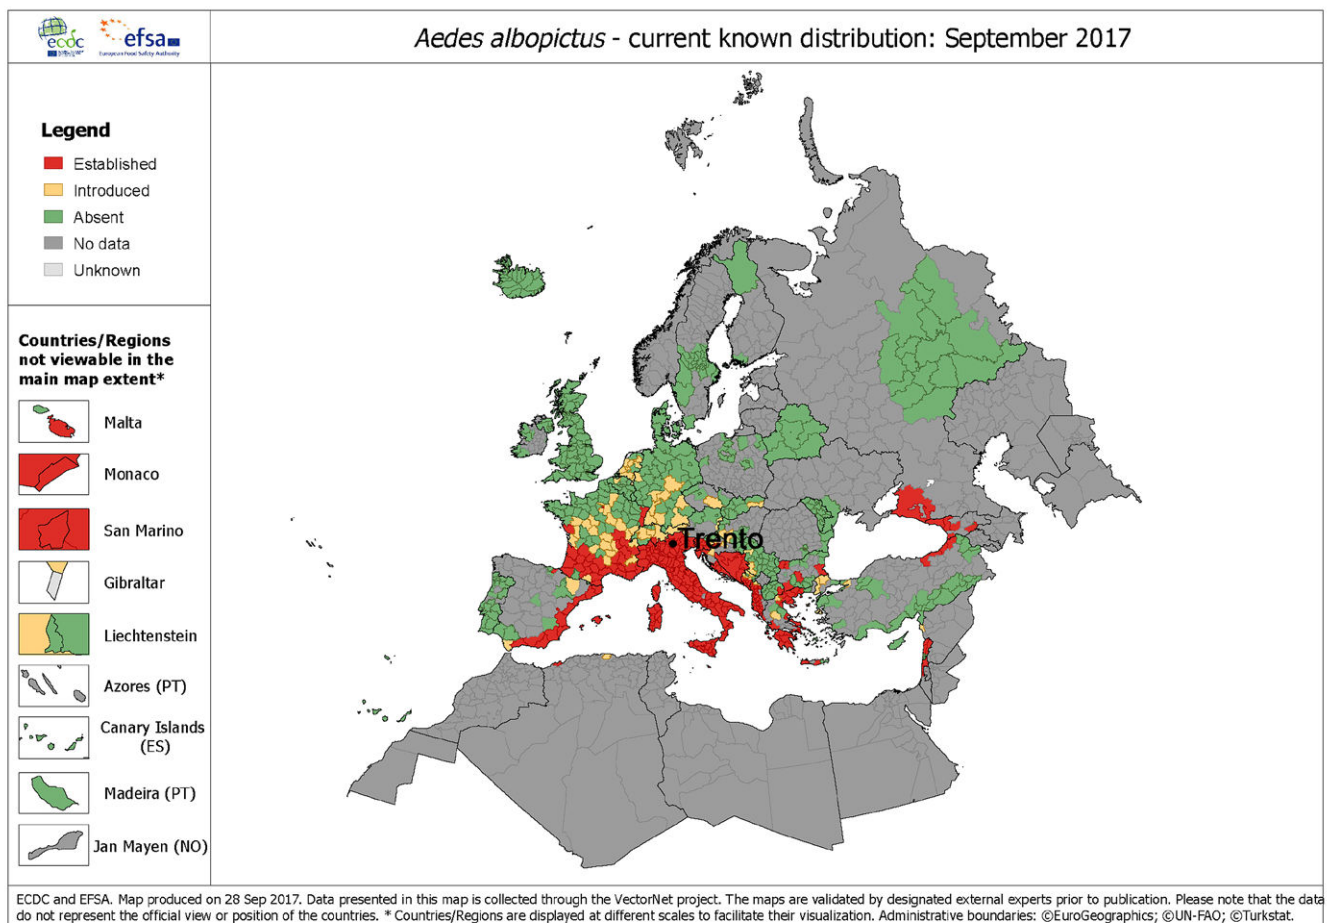 ecdc
efsa
European Food Safety Authority
Aedes albopictus - current known distribution: September 2017
Legend
Established
Introduced
Absent
No data
Unknown
Countries/Regions
not viewable in the
main map extent*
Malta
Monaco
San Marino
Gibraltar
Liechtenstein
Azores (PT)
Canary Islands
(ES)
Madeira (PT)
Jan Mayen (NO)
Trento
ECDC and EFSA. Map produced on 28 Sep 2017. Data presented in this map is collected through the VectorNet project. The maps are validated by designated external experts prior to publication. Please note that the data
do not represent the official view or position of the countries. * Countries/Regions are displayed at different scales to facilitate their visualization. Administrative boundaries: ©EuroGeographics; ©UN-FAO; ©Turkstat.